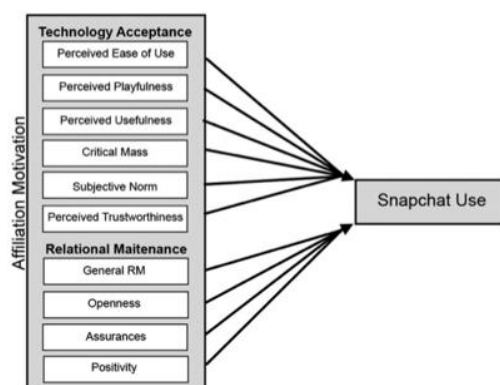 Affiliation Motivation
Technology Acceptance
Perceived Ease of Use
Perceived Playfulness
Perceived Usefulness
Critical Mass
Subjective Norm
Perceived Trustworthiness
Relational Maitenance
General RM
Openness
Assurances
Positivity
Snapchat Use